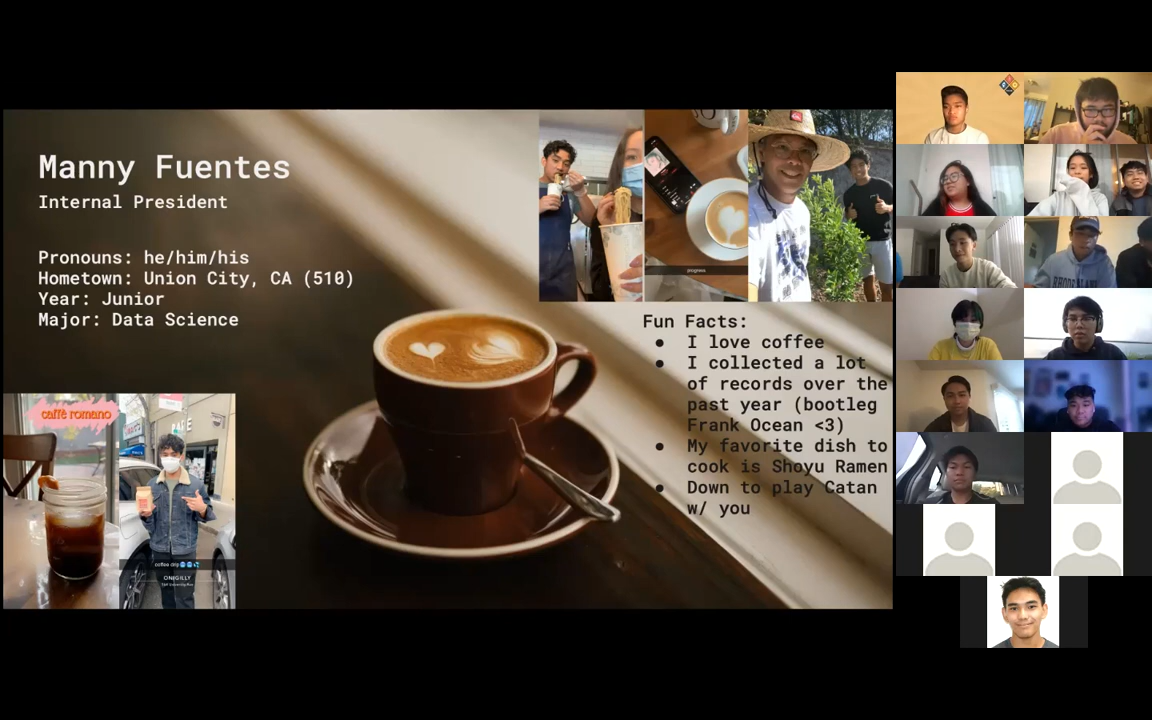 Manny Fuentes
Internal President
Pronouns: he/him/his
Hometown: Union City, CA (510)
Year: Junior
Major: Data Science
progress
Fun Facts:
● I love coffee
● I collected a lot
of records over the
past year (bootleg
Frank Ocean <3)
● My favorite dish to
cook is Shoyu Ramen
● Down to play Catan
w/ you
caffè romano
coffee drip
ONIGILLY